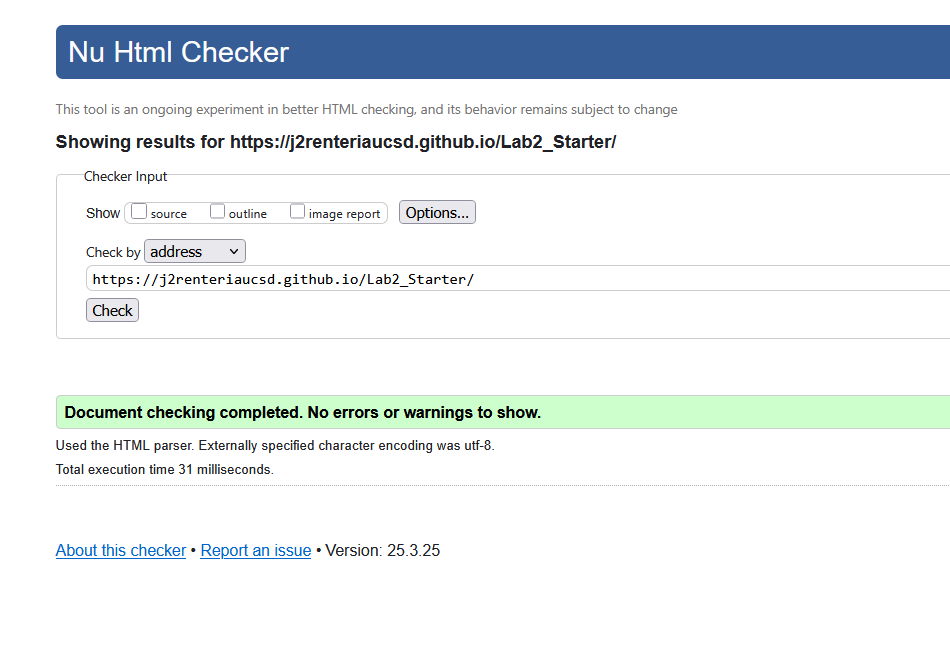 Nu Html Checker
This tool is an ongoing experiment in better HTML checking, and its behavior remains subject to change
Showing results for https://j2renteriaucsd.github.io/Lab2_Starter/
Checker Input
Show source outline image report Options...
Check by address
https://j2renteriaucsd.github.io/Lab2_Starter/
Check
Document checking completed. No errors or warnings to show.
Used the HTML parser. Externally specified character encoding was utf-8.
Total execution time 31 milliseconds.
About this checker • Report an issue • Version: 25.3.25